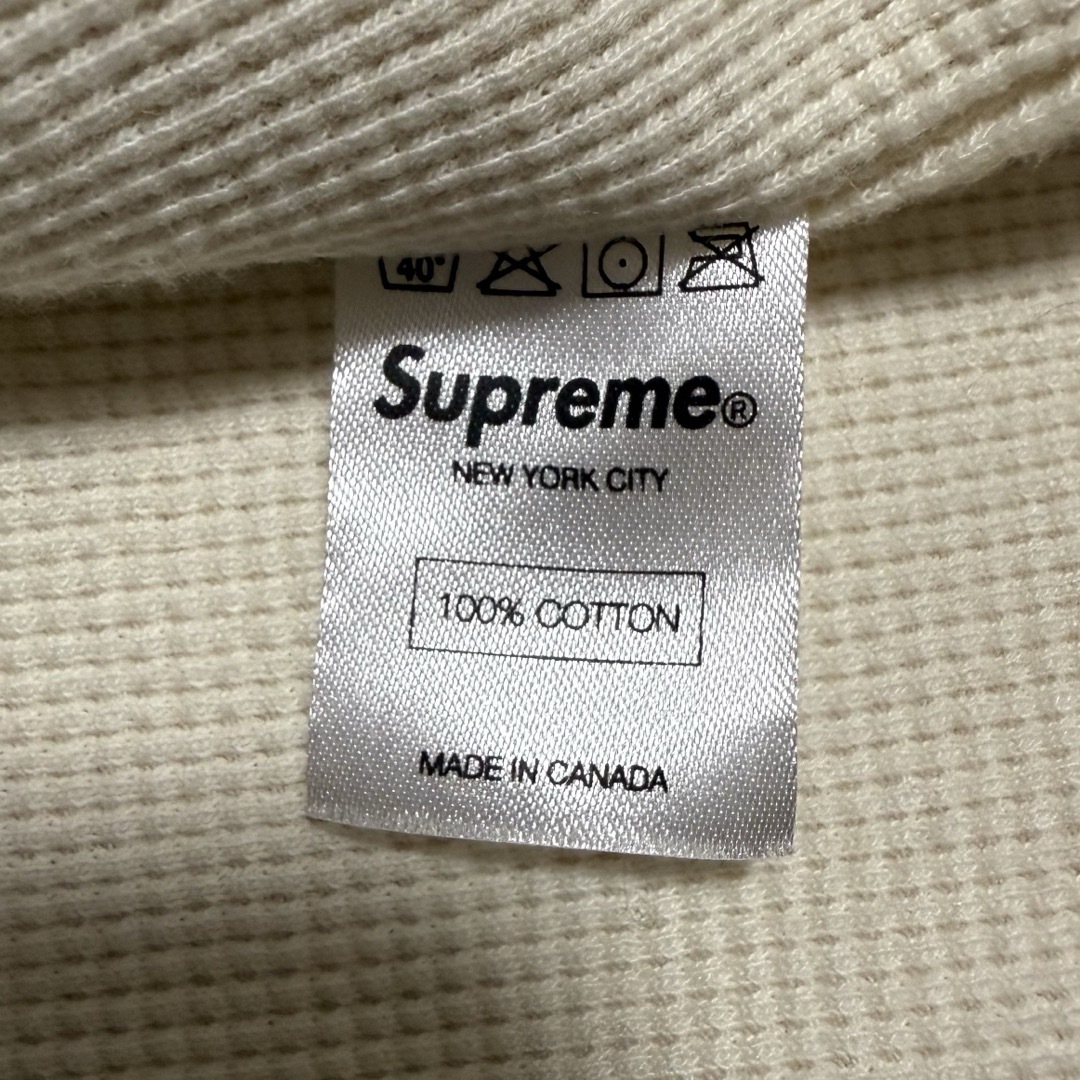 40°
Supreme®
NEW YORK CITY
100% COTTON
MADE IN CANADA